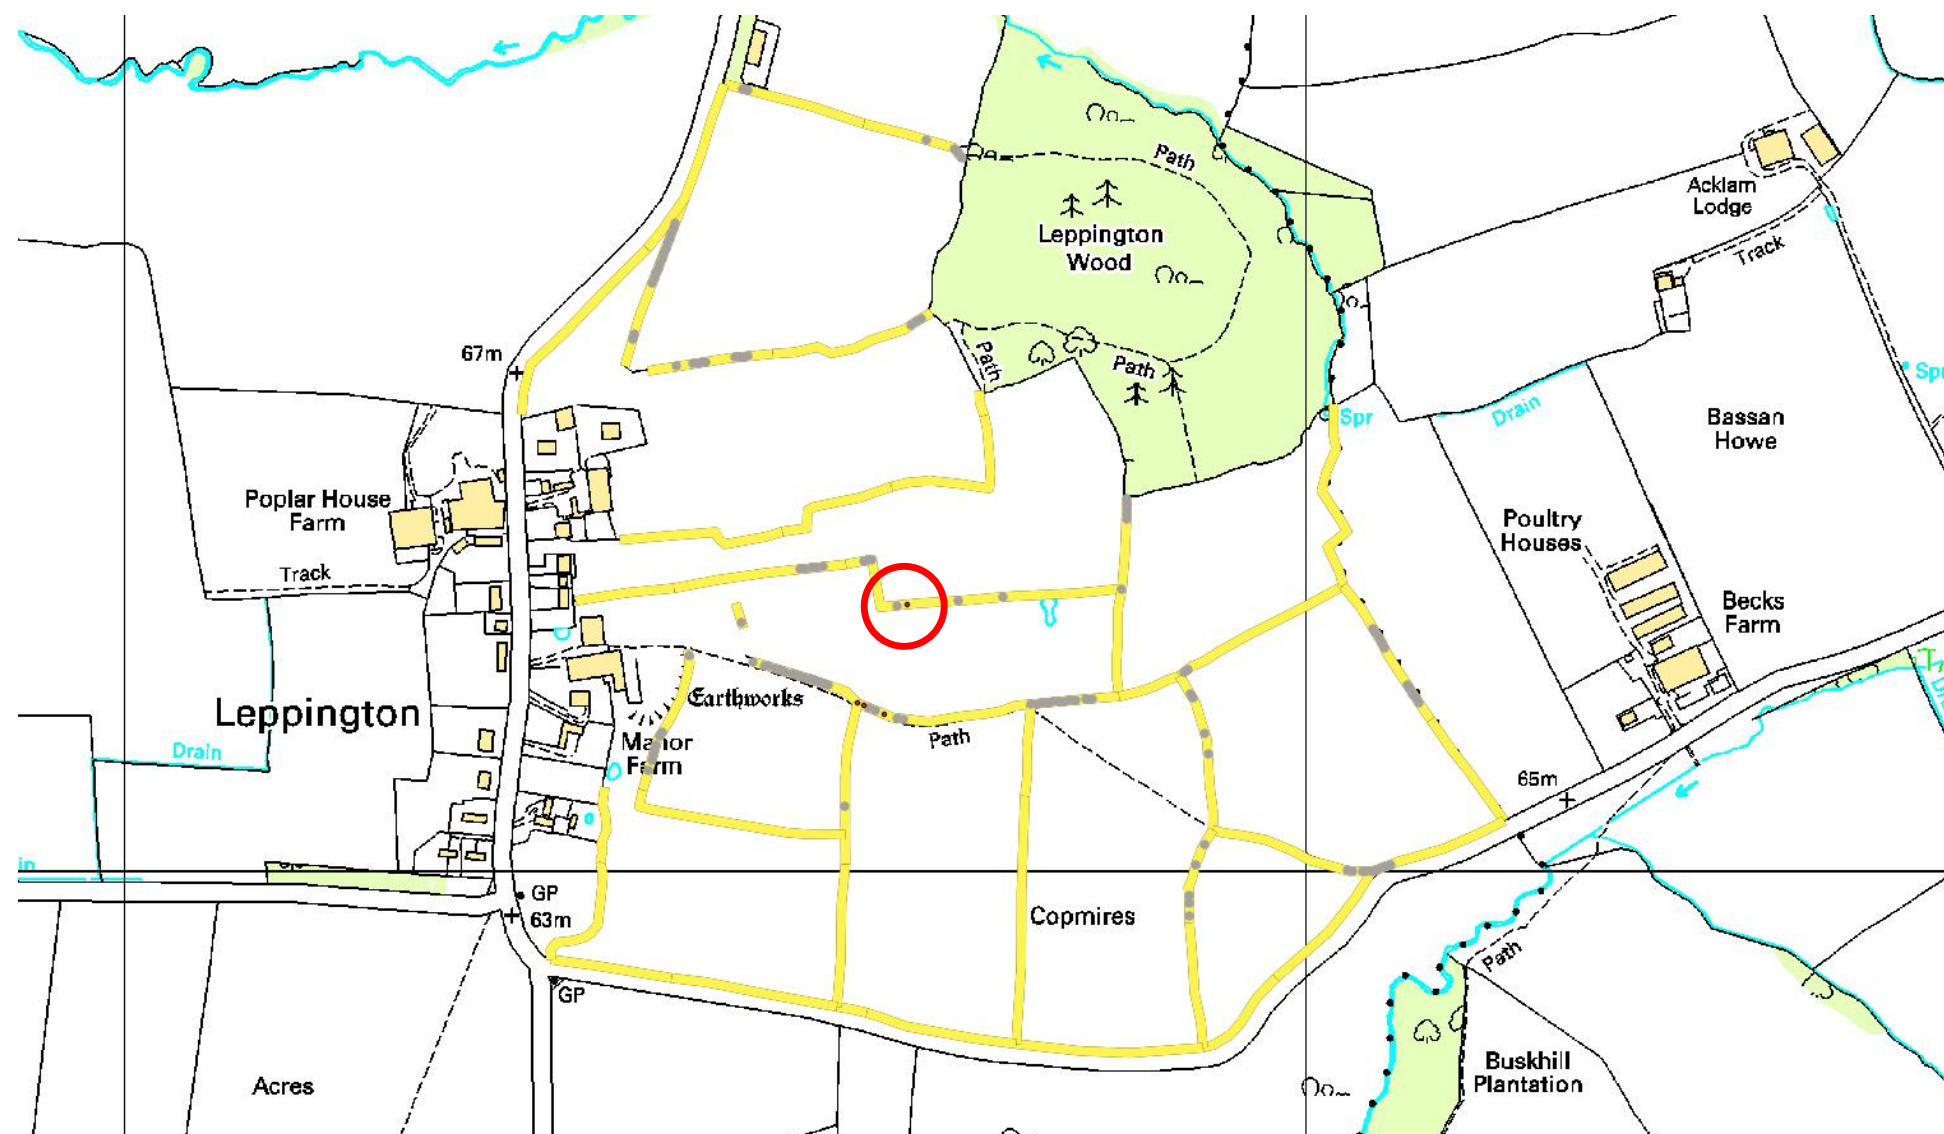 Path
Acklam
Lodge
Leppington
Wood
Track
67m
Path
Path
Spr
Spr
Drain
Bassan
Howe
Poplar House
Farm
Poultry
Houses
Track
Becks
Farm
Earthworks
Leppington
Path
Manor
Farm
Drain
65m
GP
63m
Copmires
Path
GP
Acres
Buskhill
Plantation